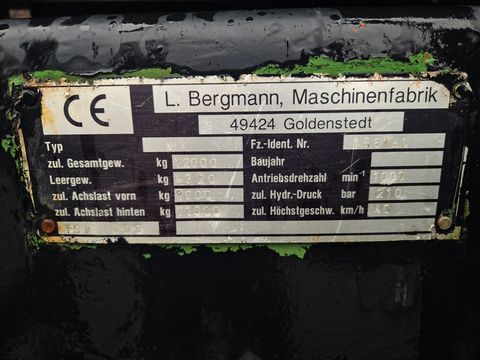 CE
L. Bergmann, Maschinenfabrik
49424 Goldenstedt
Typ Fz.-Ident. Nr.
zul. Gesamtgew. kg Baujahr
Leergew. kg Antriebsdrehzahl min⁻¹ 1000
zul. Achslast vorn kg zul. Hydr.-Druck bar 210
zul. Achslast hinten kg zul. Höchstgeschw. km/h 40